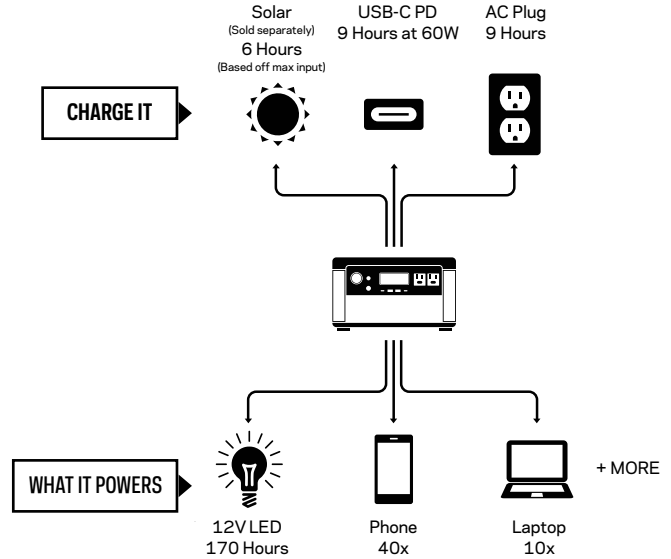 Solar
(Sold separately)
6 Hours
(Based off max input)
USB-C PD
9 Hours at 60W
AC Plug
9 Hours
CHARGE IT
WHAT IT POWERS
12V LED
170 Hours
Phone
40x
Laptop
10x
+ MORE